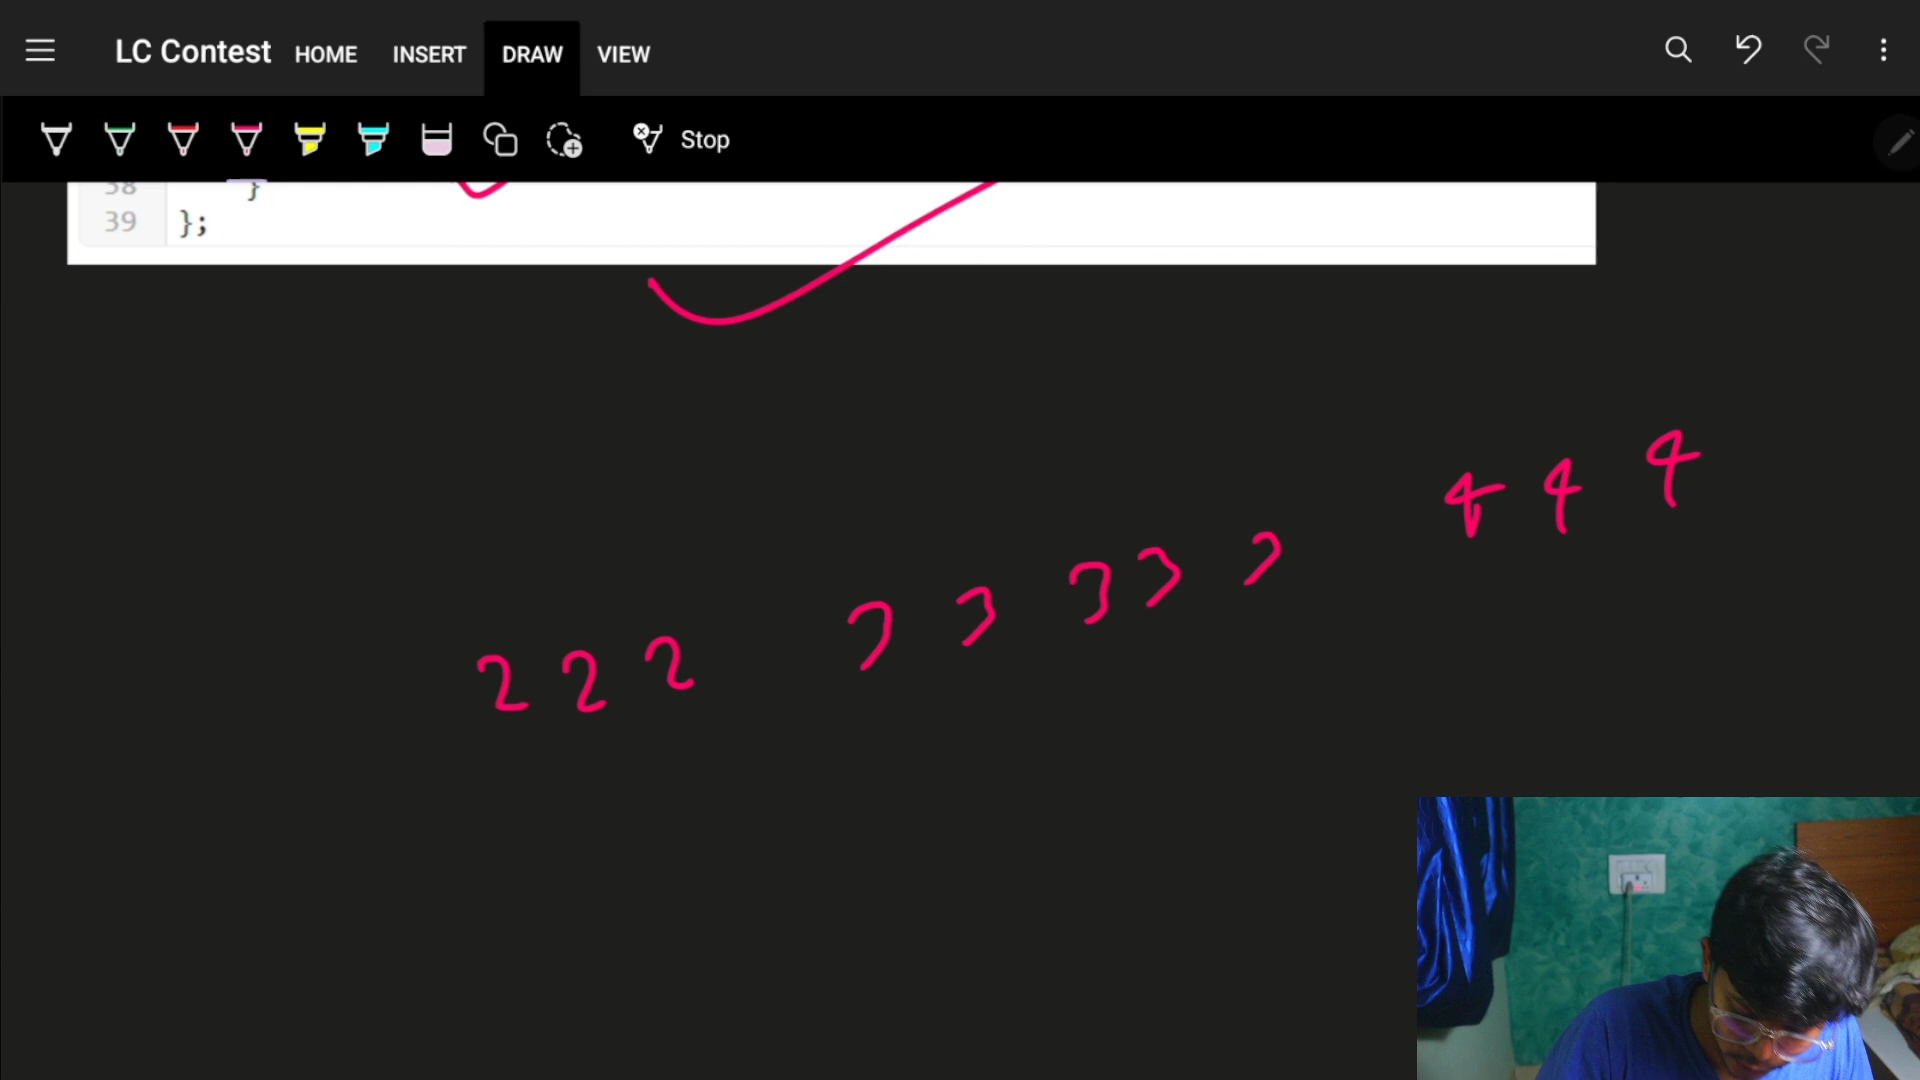 LC Contest HOME INSERT DRAW VIEW
Stop
38 }
39 };
2 2 2 3 3 3 3 3 4 4 4